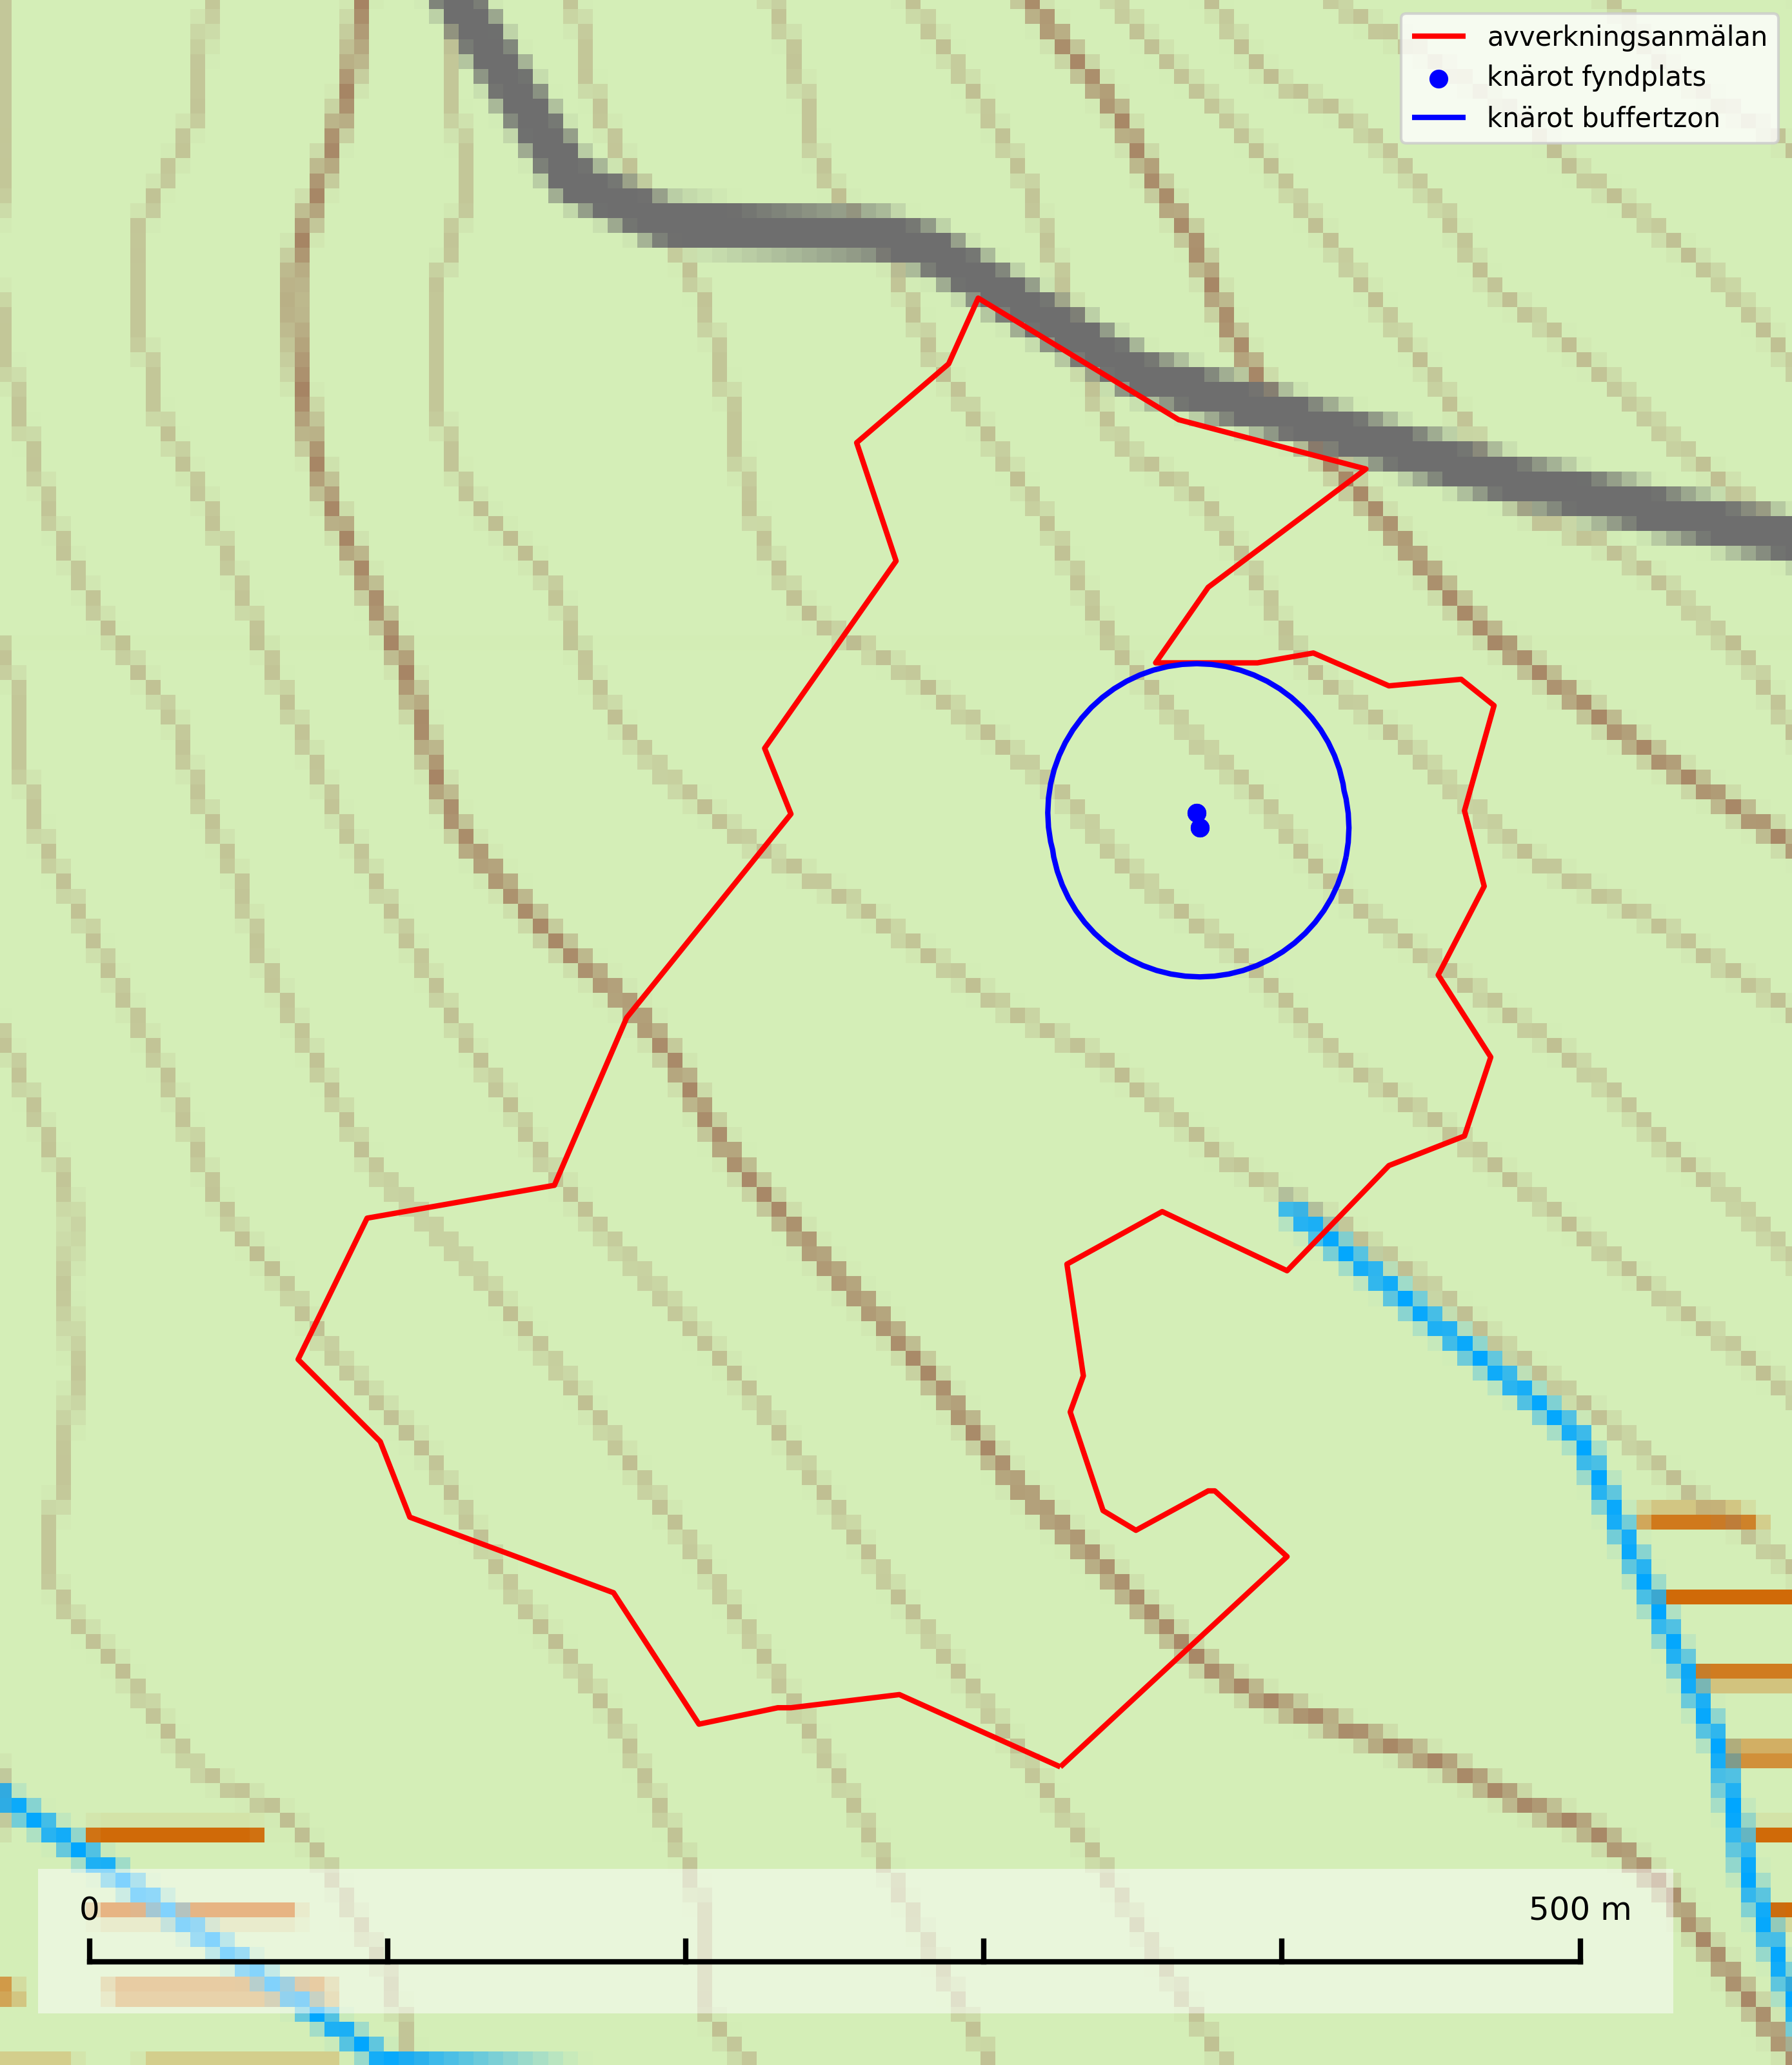 avverkningsanmälan
knärot fyndplats
knärot buffertzon
0 500 m